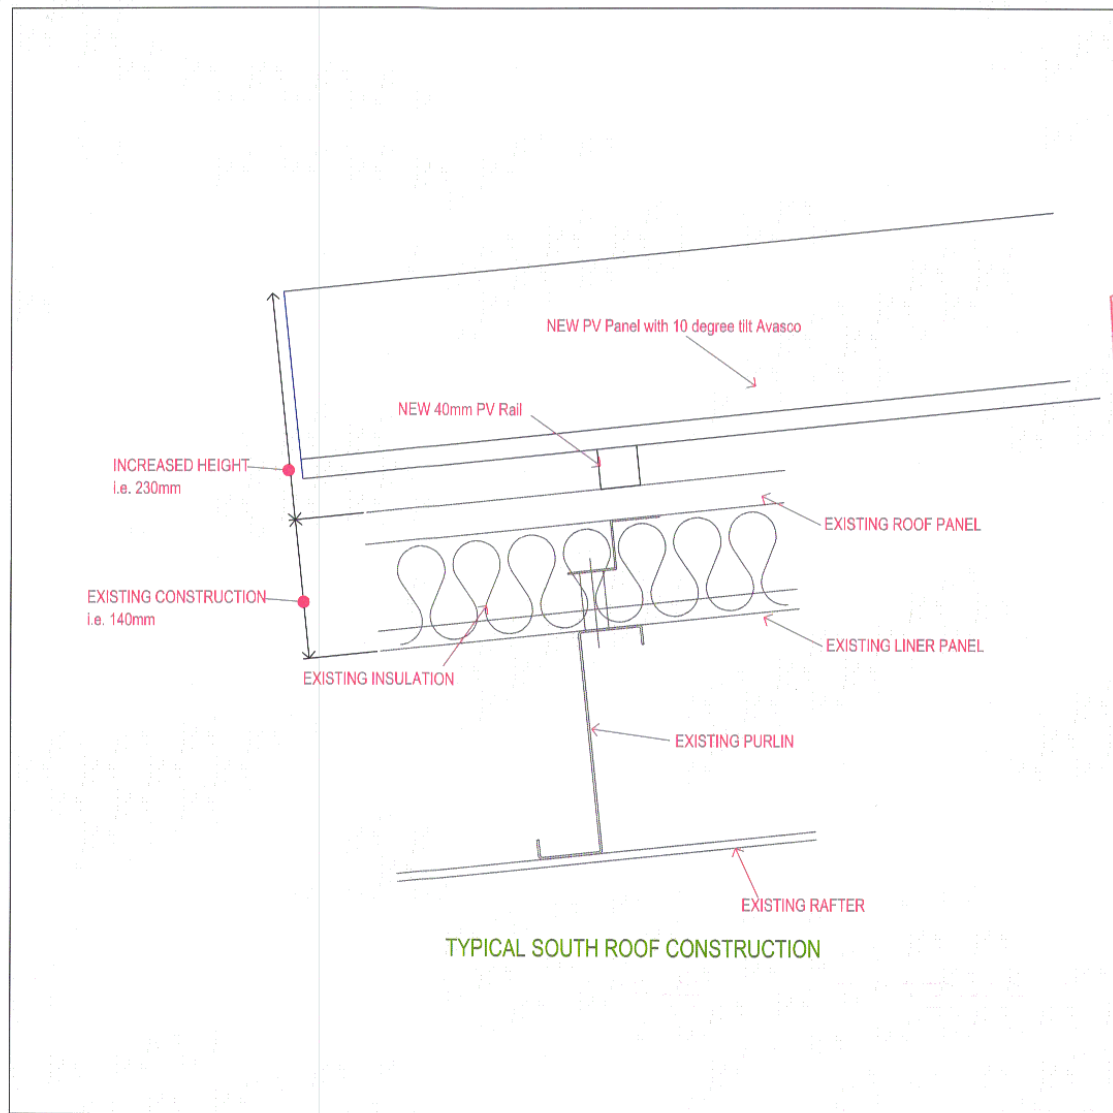 NEW PV Panel with 10 degree tilt Avasco
NEW 40mm PV Rail
INCREASED HEIGHT
i.e. 230mm
EXISTING ROOF PANEL
EXISTING CONSTRUCTION
i.e. 140mm
EXISTING LINER PANEL
EXISTING INSULATION
EXISTING PURLIN
EXISTING RAFTER
TYPICAL SOUTH ROOF CONSTRUCTION